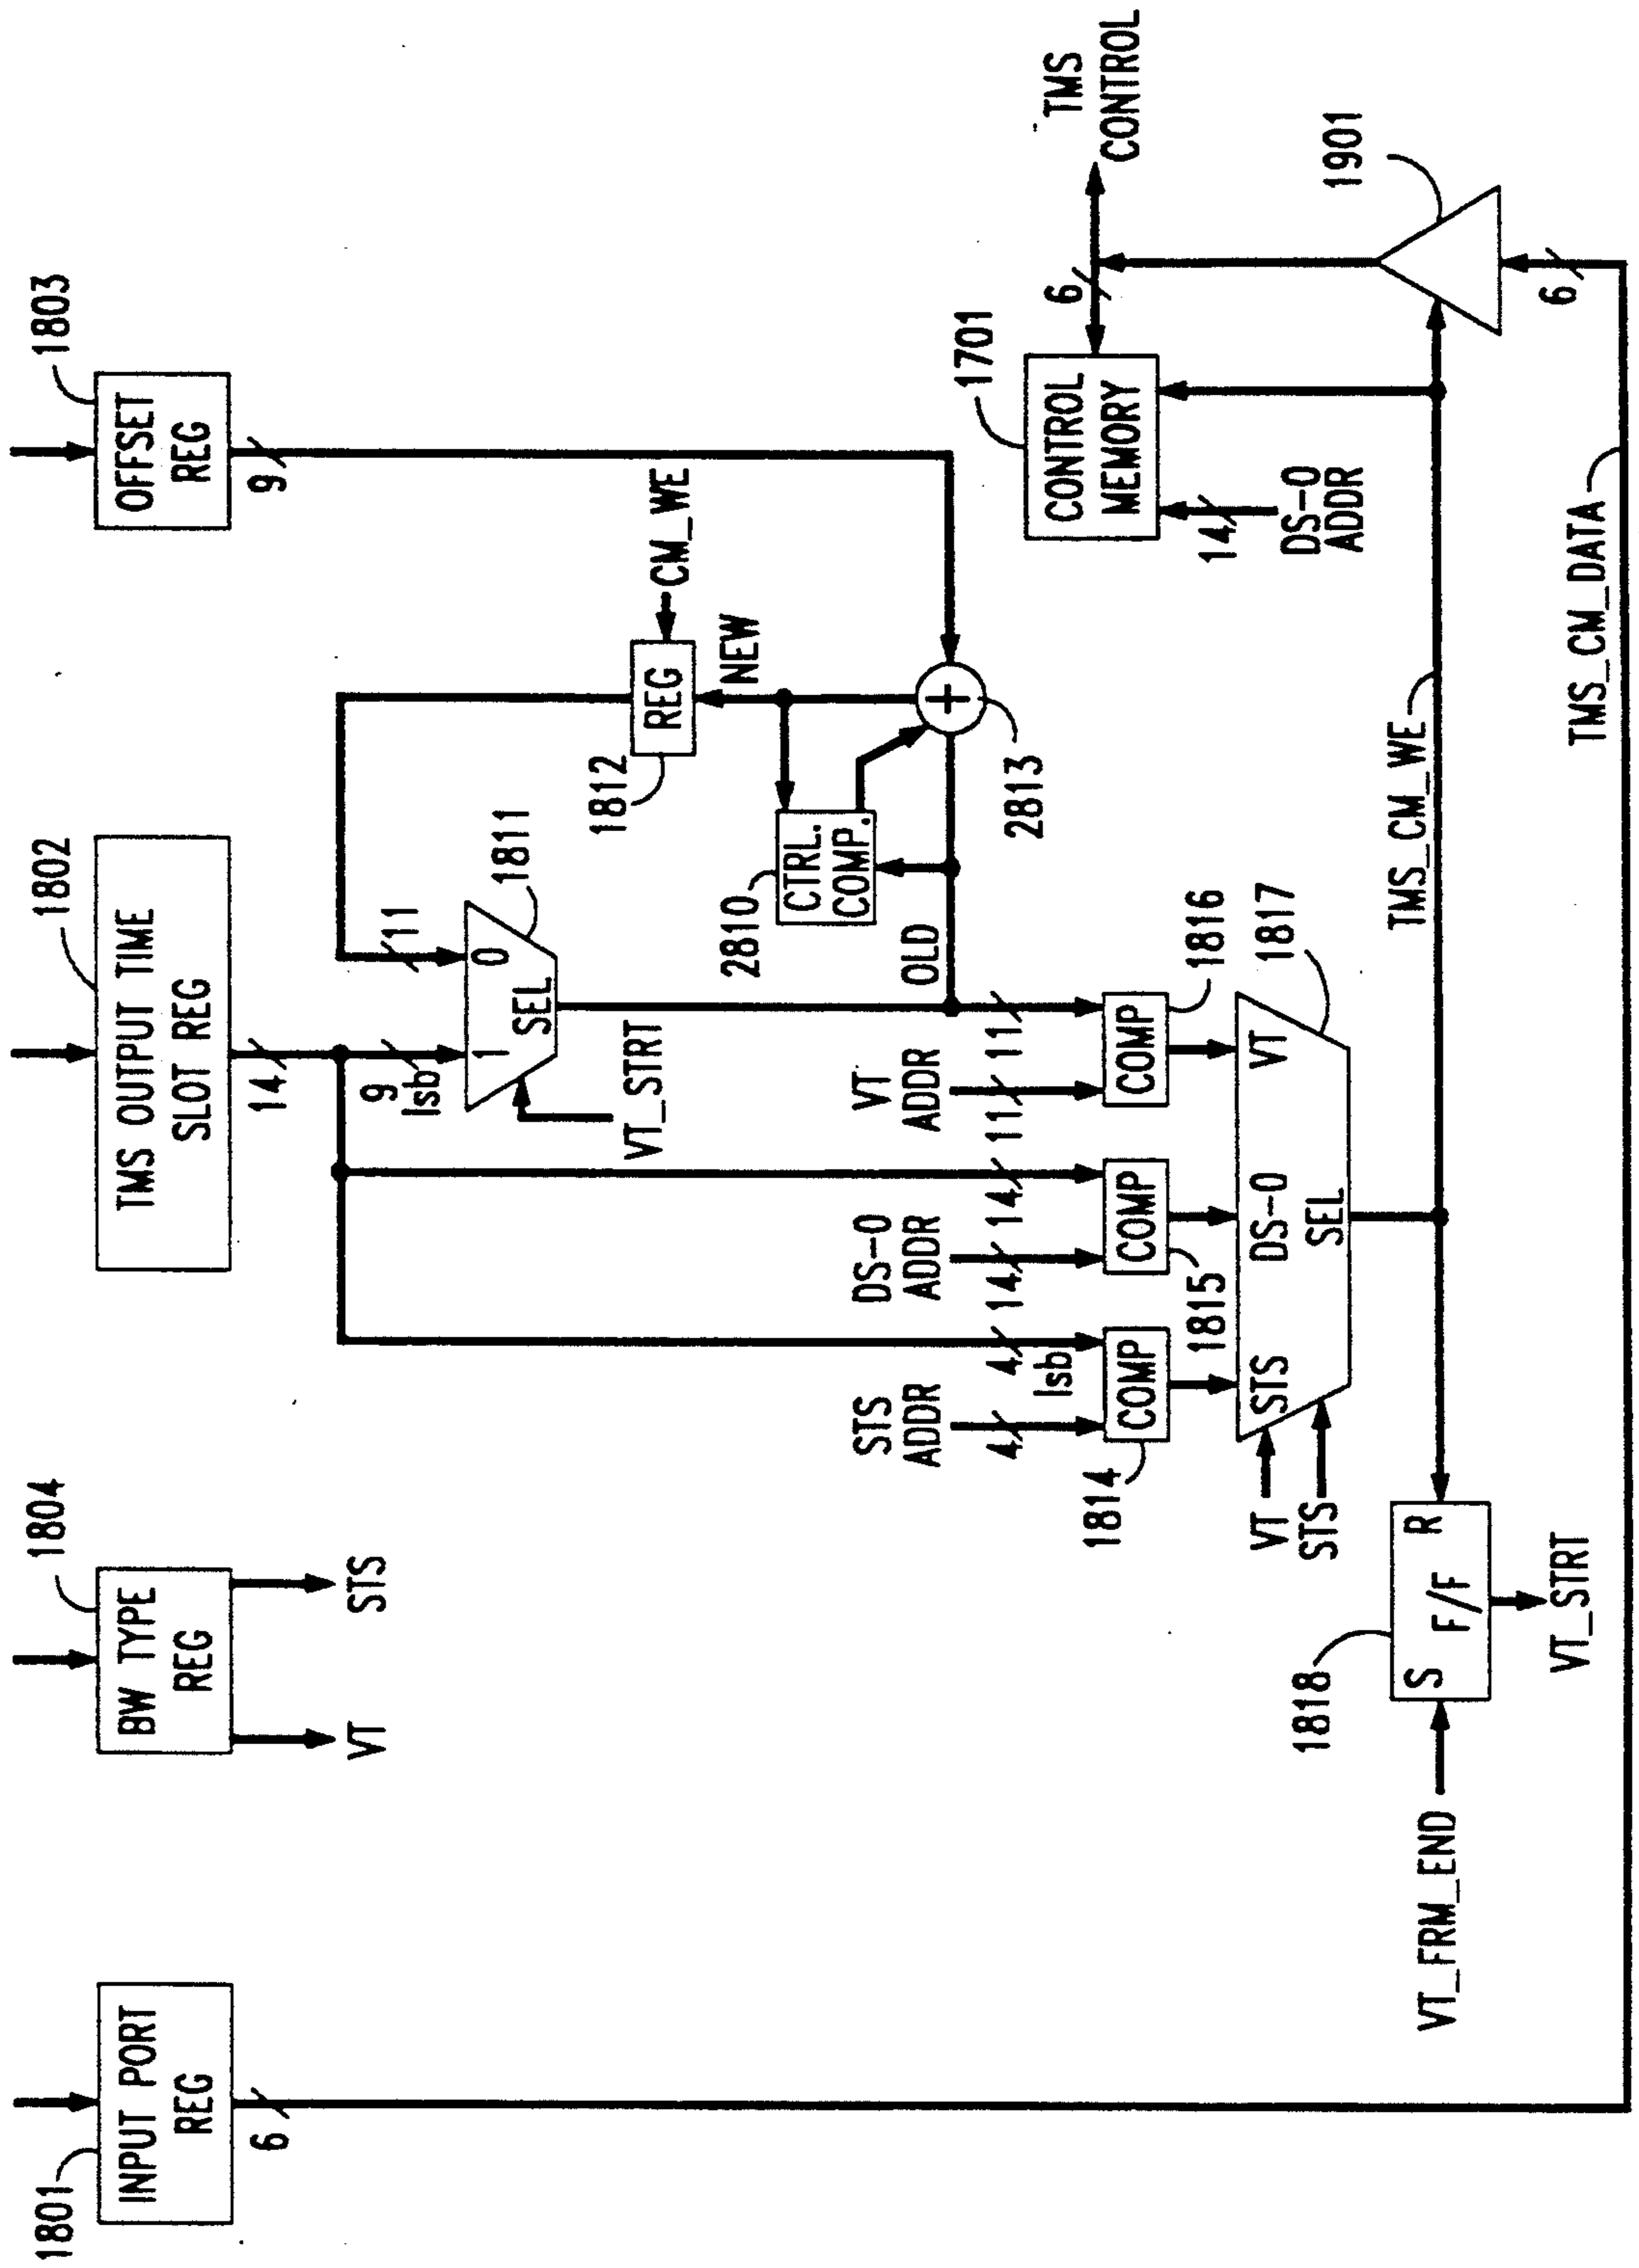 1801
INPUT PORT
REG
6
1804
BW TYPE
REG
VT
STS
1802
TMS OUTPUT TIME
SLOT REG
14
9
lsb
11
1
0
SEL
1811
VT_STRT
1803
OFFSET
REG
9
1812
REG
CM_WE
NEW
2810
CTRL.
COMP.
2813
OLD
STS
ADDR
4
4
lsb
DS-0
ADDR
14
14
VT
ADDR
11
11
1814
COMP
1815
COMP
1816
COMP
STS
DS-0
VT
SEL
1817
VT
STS
1818
S
R
F/F
VT_FRM_END
VT_STRT
1701
CONTROL
MEMORY
14
DS-0
ADDR
6
TMS
CONTROL
1901
6
TMS_CM_WE
TMS_CM_DATA